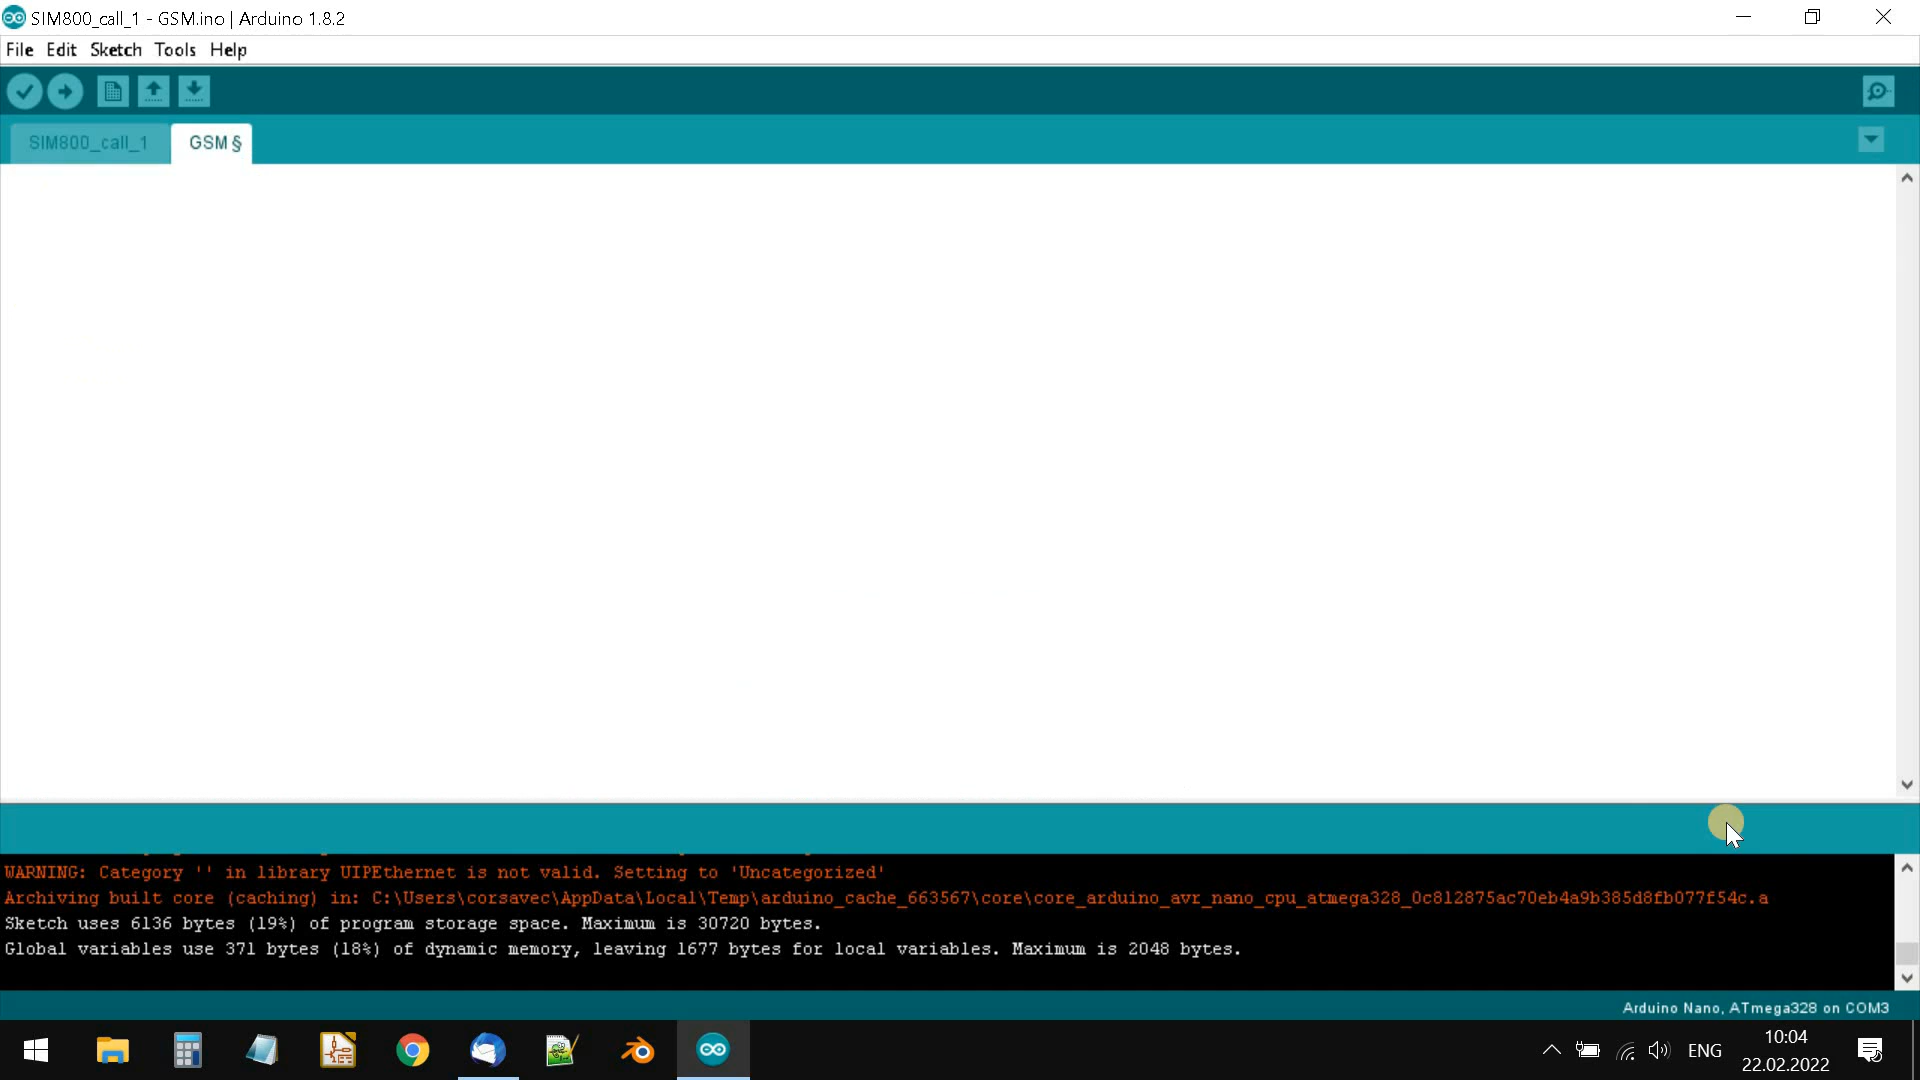 SIM800_call_1 - GSM.ino | Arduino 1.8.2
File Edit Sketch Tools Help
SIM800_call_1 GSM §
WARNING: Category '' in library UIPEthernet is not valid. Setting to 'Uncategorized'
Archiving built core (caching) in: C:\Users\corsavec\AppData\Local\Temp\arduino_cache_663567\core\core_arduino_avr_nano_cpu_atmega328_0c812875ac70eb4a9b385d8fb077f54c.a
Sketch uses 6136 bytes (19%) of program storage space. Maximum is 30720 bytes.
Global variables use 371 bytes (18%) of dynamic memory, leaving 1677 bytes for local variables. Maximum is 2048 bytes.
Arduino Nano, ATmega328 on COM3
ENG
10:04
22.02.2022